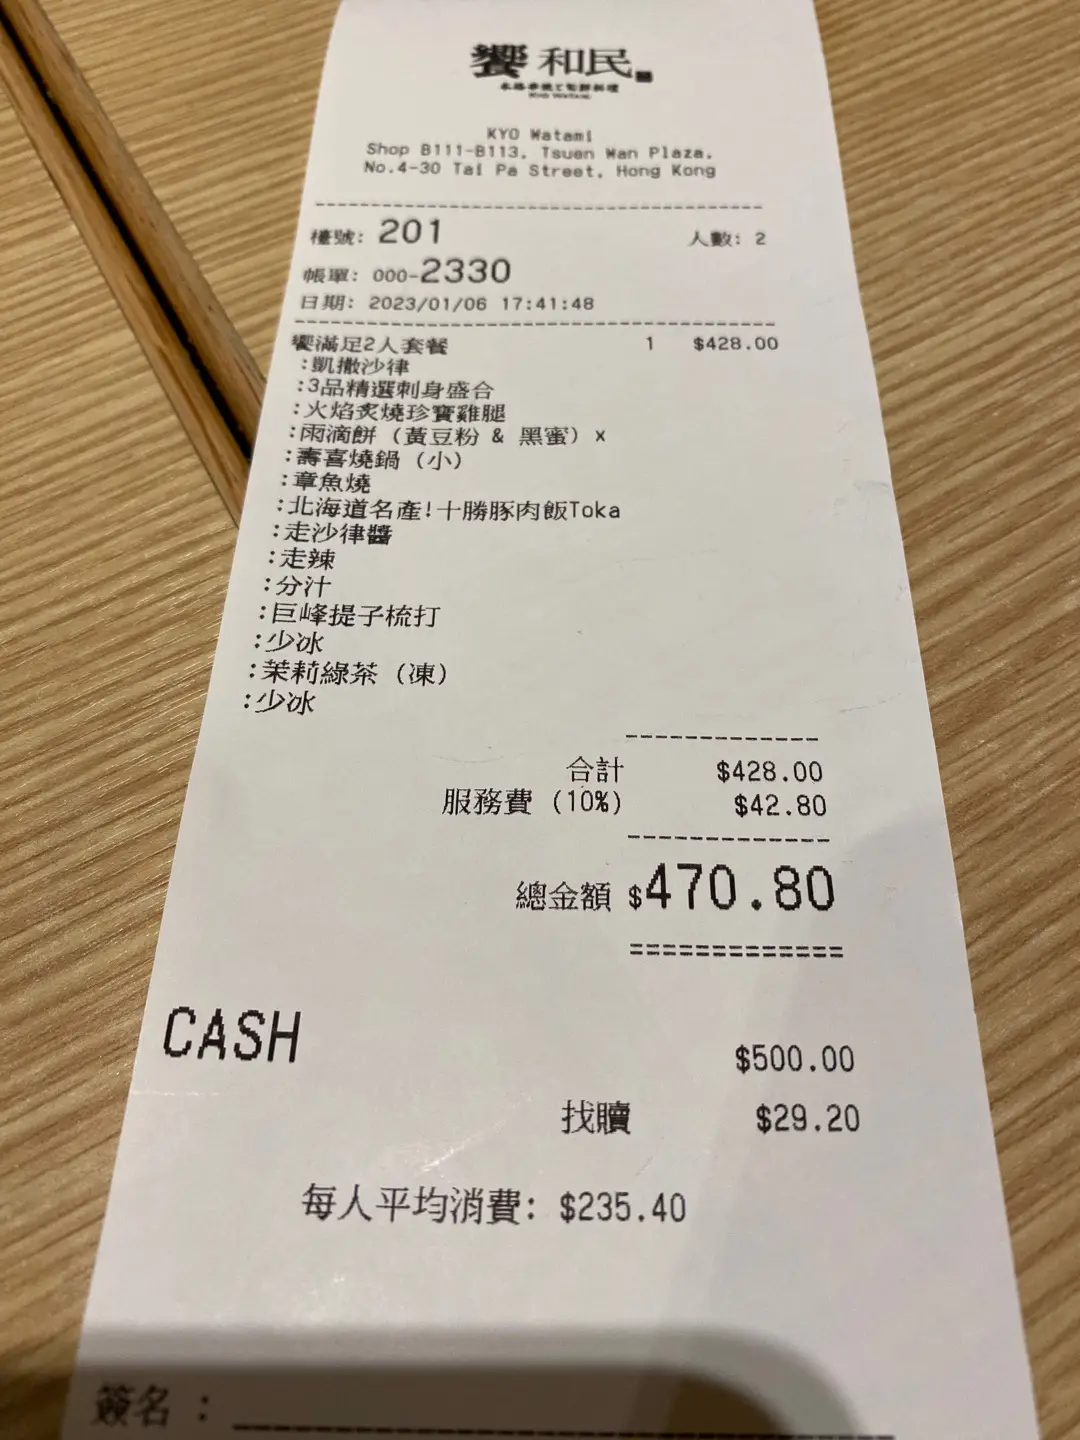 饗 和民
KYO WATAMI
KYO Watami
Shop B111-B113, Tsuen Wan Plaza,
No.4-30 Tai Pa Street, Hong Kong
檯號: 201 人數: 2
帳單: 000-2330
日期: 2023/01/06 17:41:48
饗滿足2人套餐 1 $428.00
:凱撒沙律
:3品精選刺身盛合
:火焰炙燒珍寶雞腿
:雨滴餅 (黃豆粉 & 黑蜜) x
:壽喜燒鍋 (小)
:章魚燒
:北海道名產!十勝豚肉飯Toka
:走沙律醬
:走辣
:分汁
:巨峰提子梳打
:少冰
:茉莉綠茶 (凍)
:少冰
合計 $428.00
服務費 (10%) $42.80
總金額 $470.80
CASH $500.00
找贖 $29.20
每人平均消費: $235.40
簽名 :